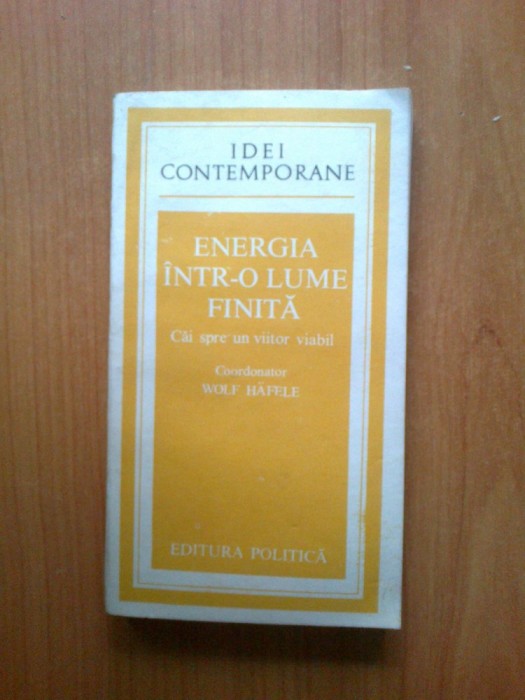 IDEI
CONTEMPORANE
ENERGIA
ÎNTR-O LUME
FINITĂ
Căi spre un viitor viabil
Coordonator
WOLF HÄFELE
EDITURA POLITICĂ